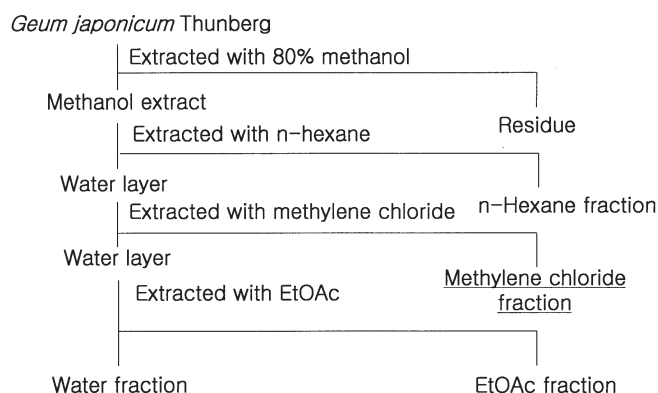 Geum japonicum Thunberg
Extracted with 80% methanol
Methanol extract
Residue
Extracted with n-hexane
Water layer
n-Hexane fraction
Extracted with methylene chloride
Water layer
Methylene chloride
fraction
Extracted with EtOAc
Water fraction
EtOAc fraction